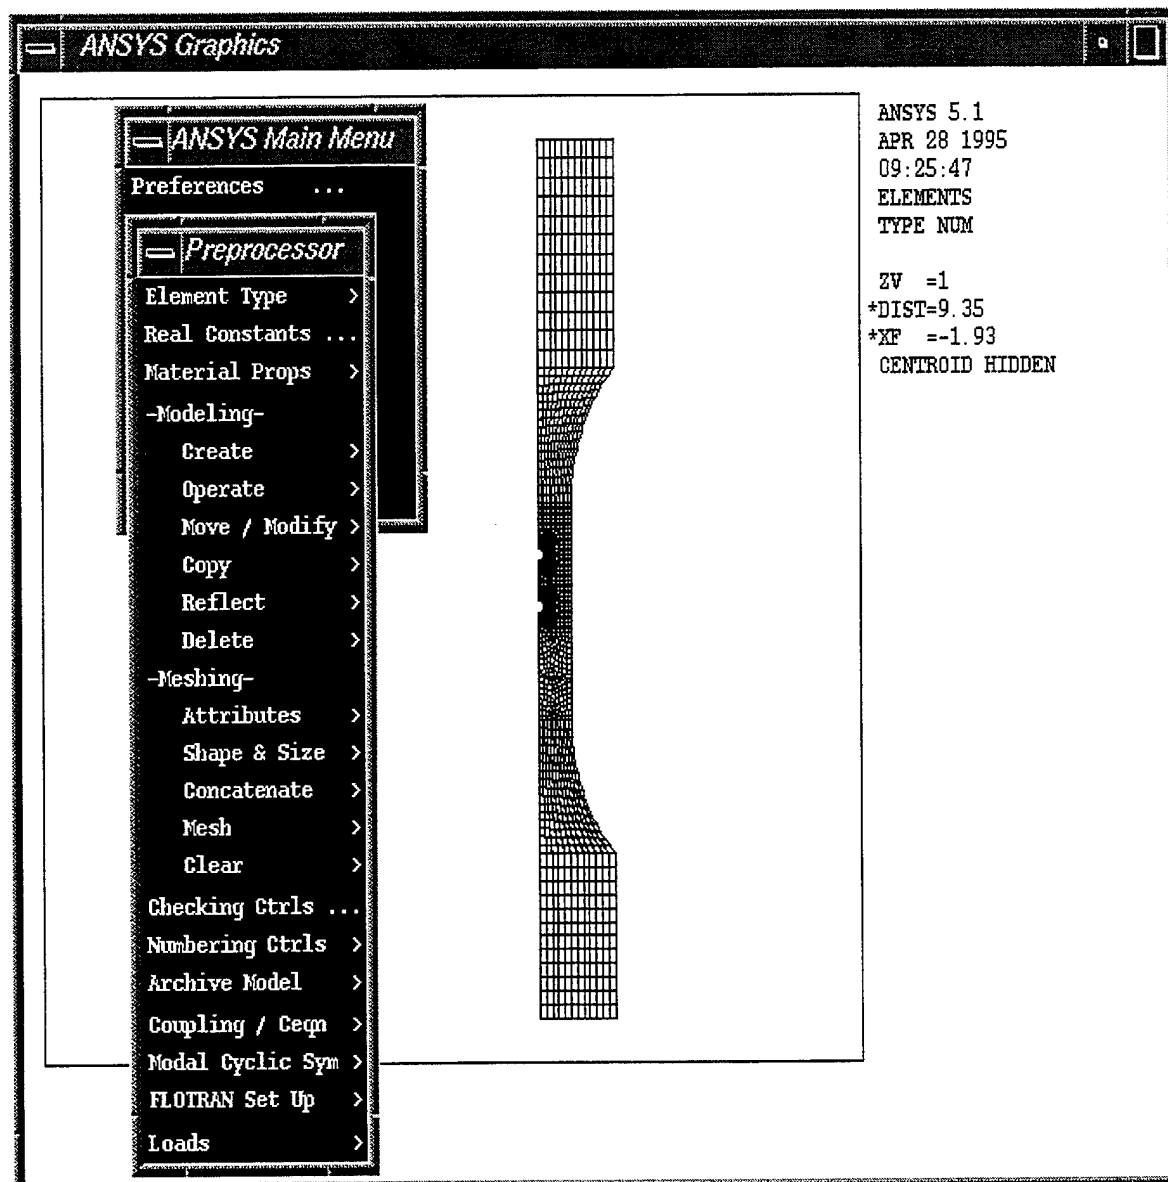 ANSYS Graphics
ANSYS Main Menu
Preferences ...
Preprocessor
Element Type >
Real Constants ...
Material Props >
-Modeling-
Create >
Operate >
Move / Modify >
Copy >
Reflect >
Delete >
-Meshing-
Attributes >
Shape & Size >
Concatenate >
Mesh >
Clear >
Checking Ctrls ...
Numbering Ctrls >
Archive Model >
Coupling / Ceqn >
Modal Cyclic Sym >
FLOTRAN Set Up >
Loads >
ANSYS 5.1
APR 28 1995
09:25:47
ELEMENTS
TYPE NUM
ZV =1
*DIST=9.35
*XF =-1.93
CENTROID HIDDEN